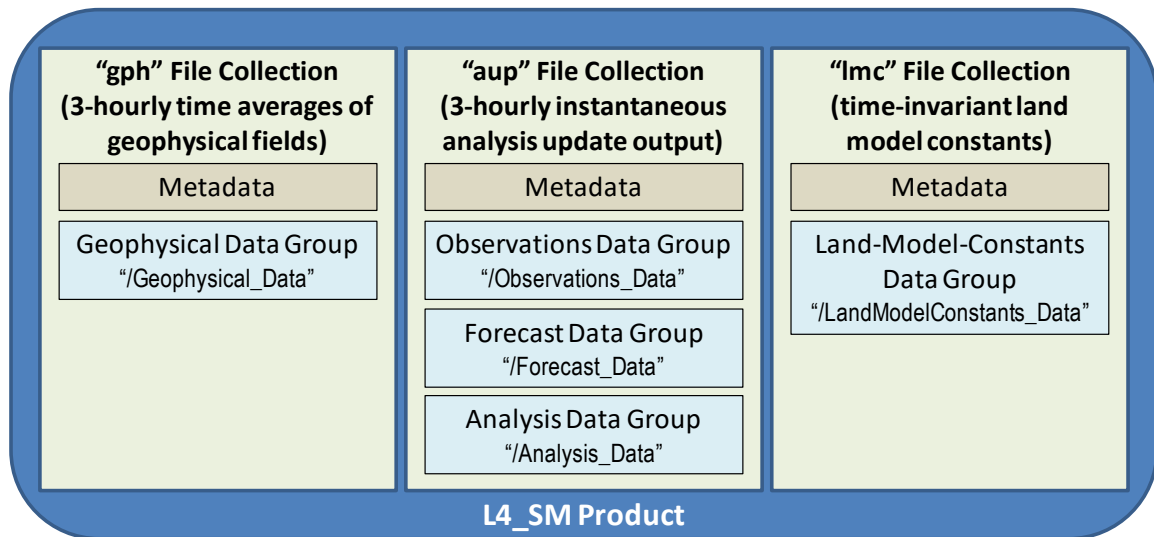 “gph” File Collection
(3-hourly time averages of
geophysical fields)
Metadata
Geophysical Data Group
“/Geophysical_Data”
“aup” File Collection
(3-hourly instantaneous
analysis update output)
Metadata
Observations Data Group
“/Observations_Data”
Forecast Data Group
“/Forecast_Data”
Analysis Data Group
“/Analysis_Data”
“lmc” File Collection
(time-invariant land
model constants)
Metadata
Land-Model-Constants
Data Group
“/LandModelConstants_Data”
L4_SM Product